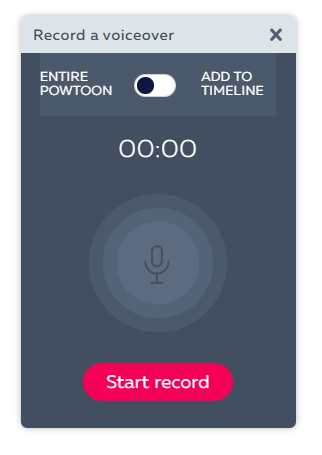 Record a voiceover
ENTIRE
POWTOON
ADD TO
TIMELINE
00:00
Start record